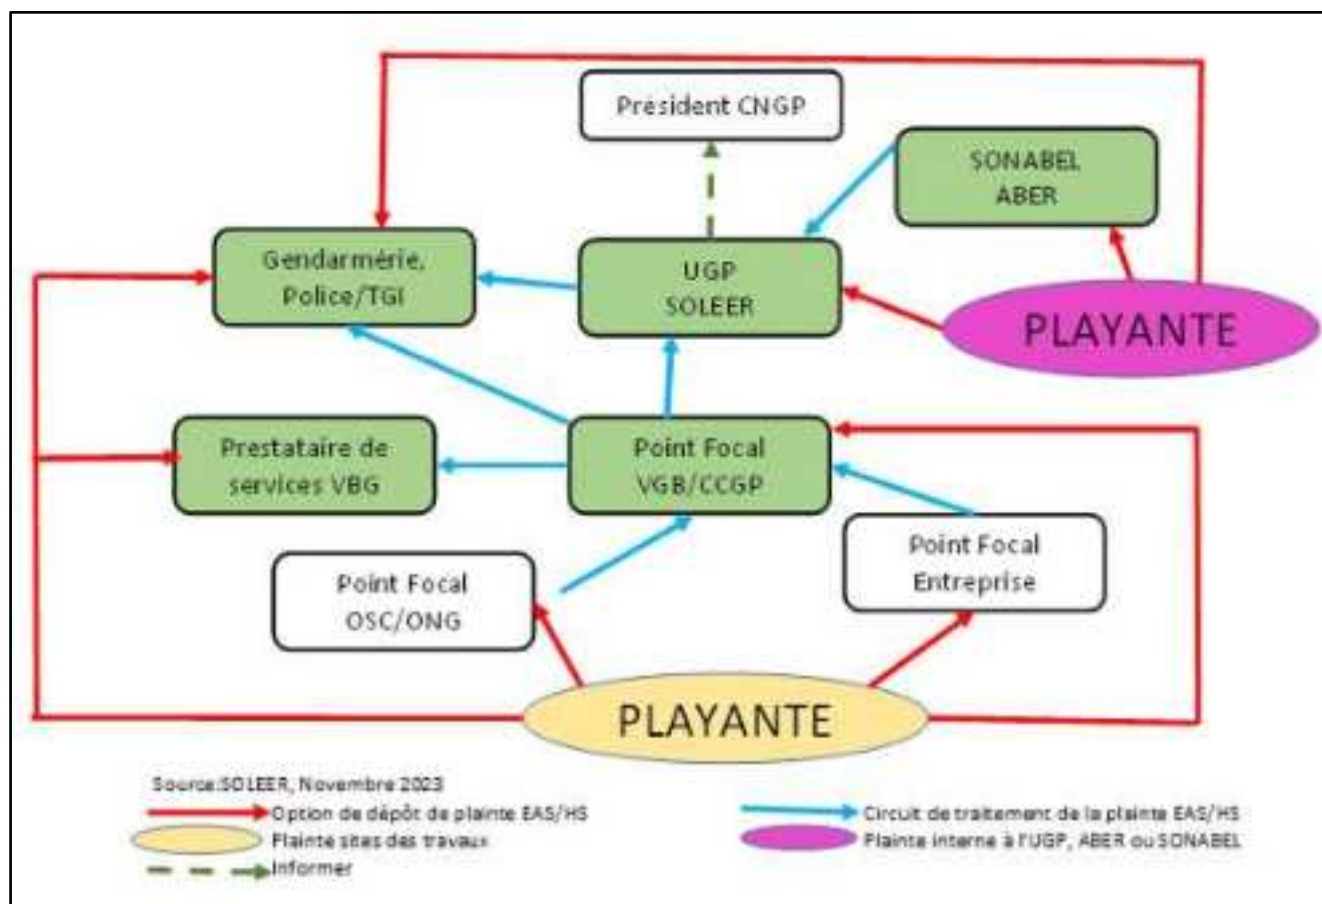 Président CNGP
SONABEL
ABER
Gendarmérie,
Police/TGI
UGP
SOLEER
PLAYANTE
Prestataire de
services VBG
Point Focal
VGB/CCGP
Point Focal
Entreprise
Point Focal
OSC/ONG
PLAYANTE
Source:SOLEER, Novembre 2023
Option de dépôt de plainte EAS/HS
Circuit de traitement de la plainte EAS/HS
Plainte sites des travaux
Plainte interne à l'UGP, ABER ou SONABEL
Informer